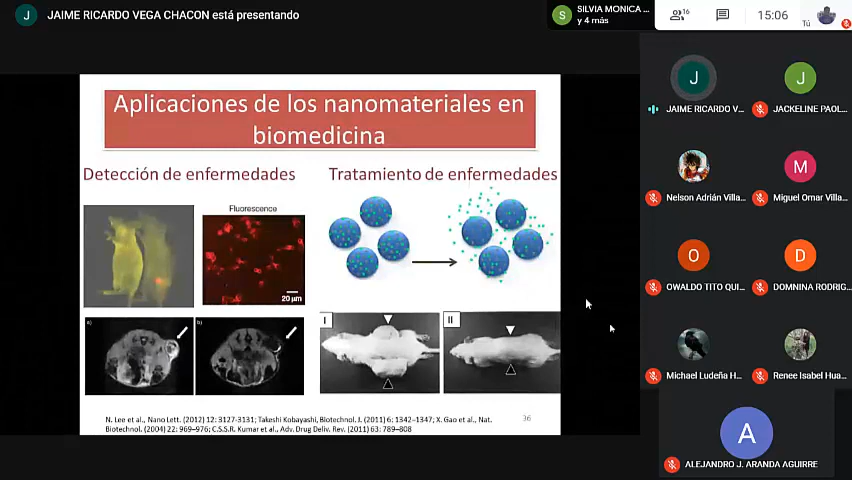 J JAIME RICARDO VEGA CHACON está presentando
S SILVIA MONICA ...
y 4 más
16
15:06
Tú
Aplicaciones de los nanomateriales en
biomedicina
Detección de enfermedades
Tratamiento de enfermedades
Fluorescence
20 μm
a)
b)
I
II
N. Lee et al., Nano Lett. (2012) 12: 3127-3131; Takeshi Kobayashi, Biotechnol. J. (2011) 6: 1342–1347; X. Gao et al., Nat.
Biotechnol. (2004) 22: 969–976; C.S.S.R. Kumar et al., Adv. Drug Deliv. Rev. (2011) 63: 789–808
36
J
JAIME RICARDO V...
J
JACKELINE PAOL...
Nelson Adrián Villa...
M
Miguel Omar Villa...
O
OWALDO TITO QUI...
D
DOMNINA RODRIG...
Michael Ludeña H...
Renee Isabel Hua...
A
ALEJANDRO J. ARANDA AGUIRRE